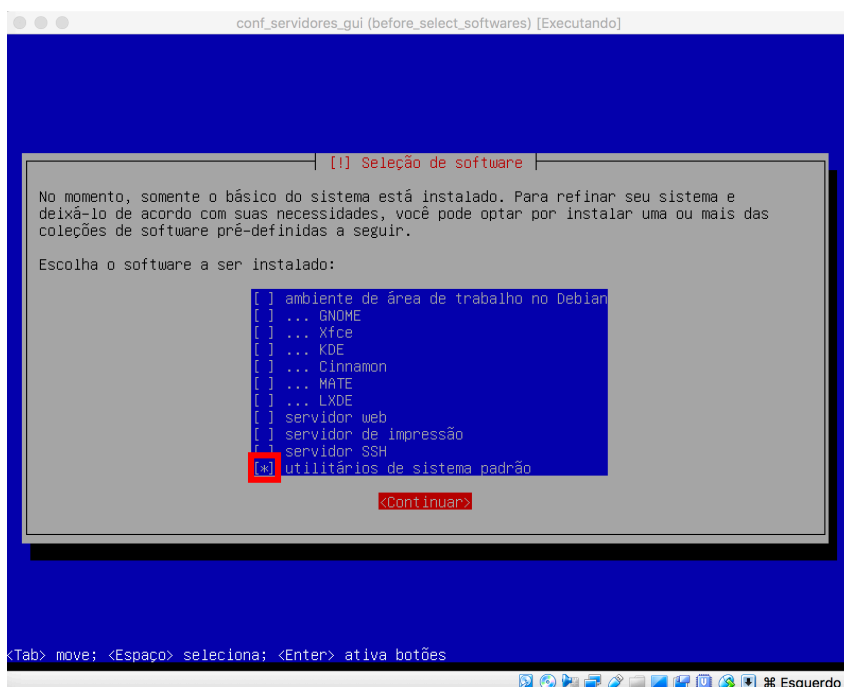 conf_servidores_gui (before_select_softwares) [Executando]
[!] Seleção de software
No momento, somente o básico do sistema está instalado. Para refinar seu sistema e
deixá-lo de acordo com suas necessidades, você pode optar por instalar uma ou mais das
coleções de software pré-definidas a seguir.
Escolha o software a ser instalado:
[ ] ambiente de área de trabalho no Debian
[ ] ... GNOME
[ ] ... Xfce
[ ] ... KDE
[ ] ... Cinnamon
[ ] ... MATE
[ ] ... LXDE
[ ] servidor web
[ ] servidor de impressão
[ ] servidor SSH
[*] utilitários de sistema padrão
<Continuar>
<Tab> move; <Espaço> seleciona; <Enter> ativa botões
⌘ Esquerdo